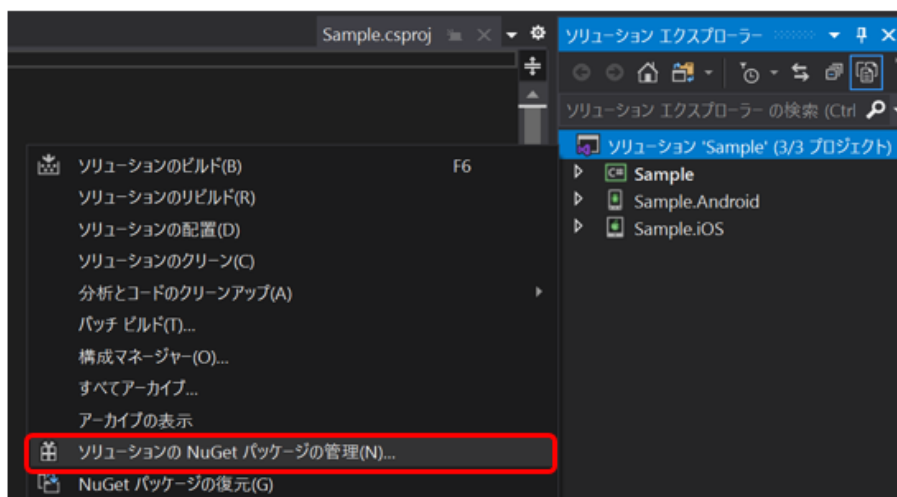 Sample.csproj
ソリューション エクスプローラー
ソリューション エクスプローラー の検索 (Ctrl
ソリューション 'Sample' (3/3 プロジェクト)
Sample
Sample.Android
Sample.iOS
ソリューションのビルド(B) F6
ソリューションのリビルド(R)
ソリューションの配置(D)
ソリューションのクリーン(C)
分析とコードのクリーンアップ(A)
バッチ ビルド(T)...
構成マネージャー(O)...
すべてアーカイブ...
アーカイブの表示
ソリューションの NuGet パッケージの管理(N)...
NuGet パッケージの復元(G)